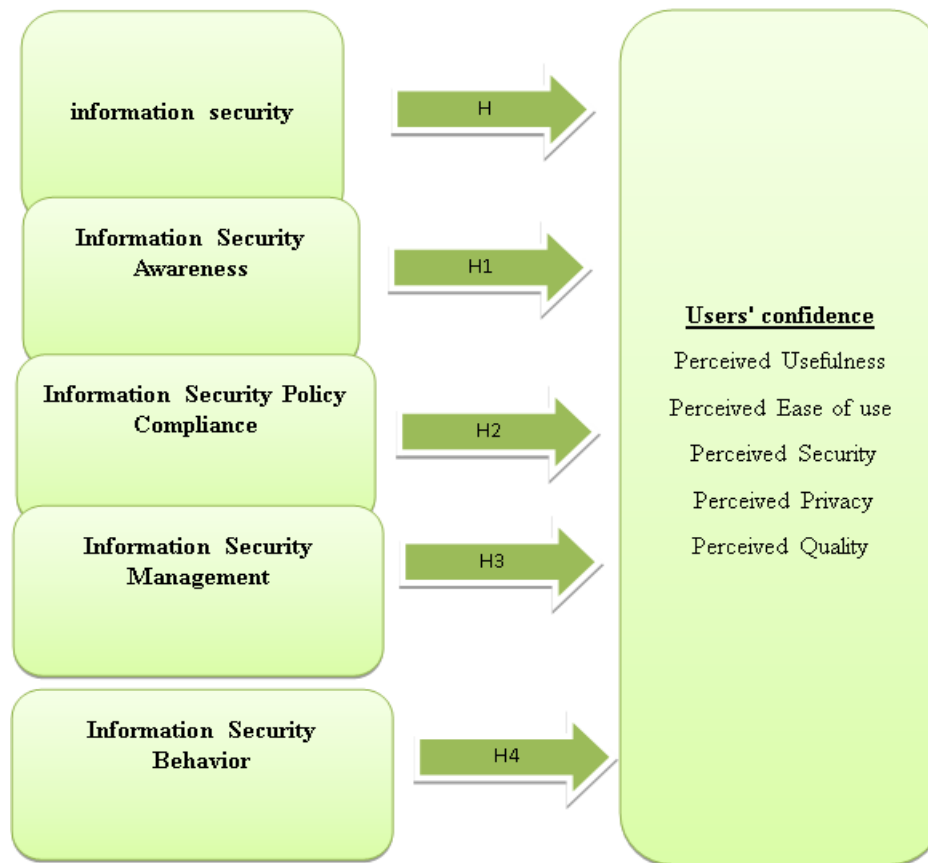 information security
H
Information Security
Awareness
H1
Information Security Policy
Compliance
H2
Information Security
Management
H3
Information Security
Behavior
H4
Users' confidence
Perceived Usefulness
Perceived Ease of use
Perceived Security
Perceived Privacy
Perceived Quality